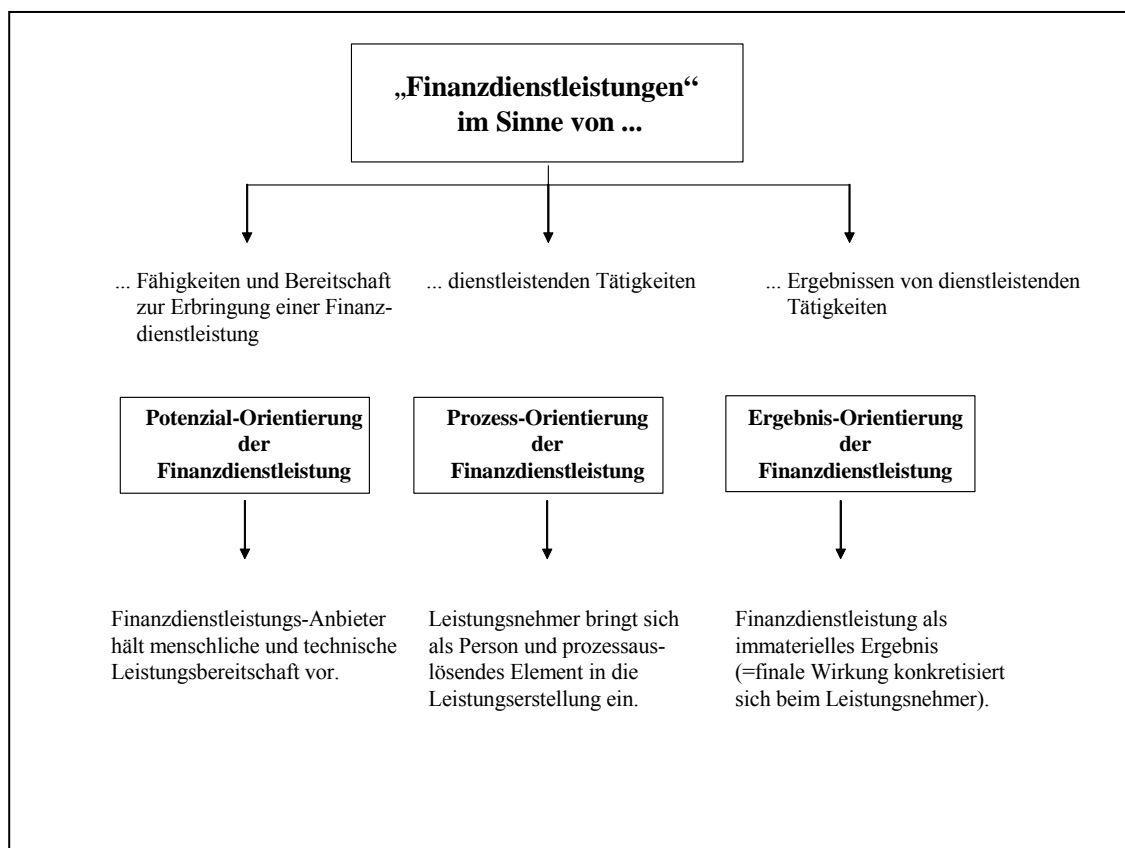 „Finanzdienstleistungen“
im Sinne von ...
... Fähigkeiten und Bereitschaft
zur Erbringung einer Finanz-
dienstleistung
... dienstleistenden Tätigkeiten
... Ergebnissen von dienstleistenden
Tätigkeiten
Potenzial-Orientierung
der
Finanzdienstleistung
Prozess-Orientierung
der
Finanzdienstleistung
Ergebnis-Orientierung
der
Finanzdienstleistung
Finanzdienstleistungs-Anbieter
hält menschliche und technische
Leistungsbereitschaft vor.
Leistungsnehmer bringt sich
als Person und prozessaus-
lösendes Element in die
Leistungserstellung ein.
Finanzdienstleistung als
immaterielles Ergebnis
(=finale Wirkung konkretisiert
sich beim Leistungsnehmer).